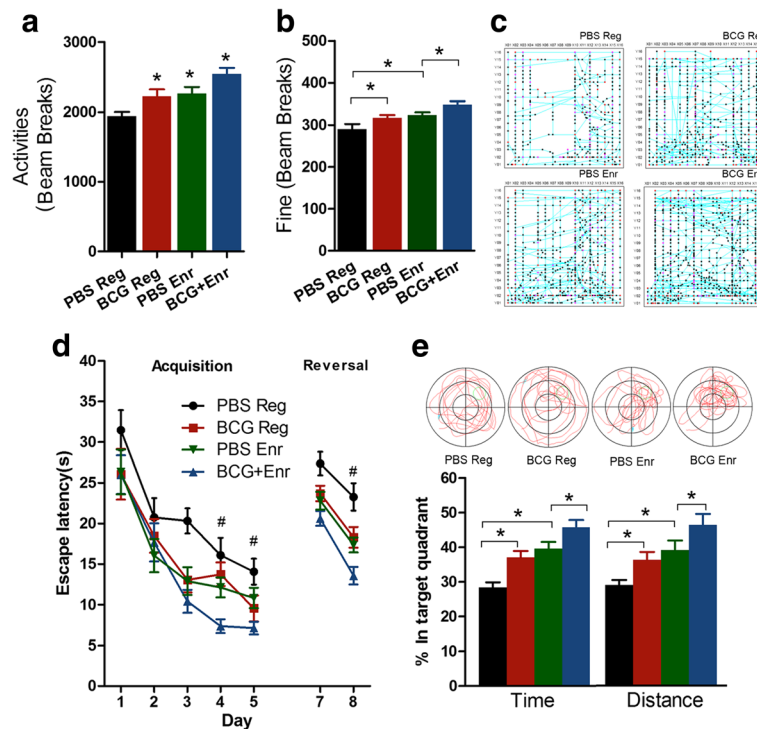 a
Activities
(Beam Breaks)
3000
2000
1000
0
* * *
PBS Reg
BCG Reg
PBS Enr
BCG+Enr
b
Fine (Beam Breaks)
500
400
300
200
100
0
*
*
*
PBS Reg
BCG Reg
PBS Enr
BCG+Enr
c
PBS Reg
BCG Re
PBS Enr
BCG En
d
Escape latency(s)
40
35
30
25
20
15
10
5
0
Acquisition
Reversal
PBS Reg
BCG Reg
PBS Enr
BCG+Enr
# #
#
1 2 3 4 5 7 8
Day
e
PBS Reg
BCG Reg
PBS Enr
BCG Enr
% In target quadrant
60
50
40
30
20
10
0
* * *
* * *
Time
Distance